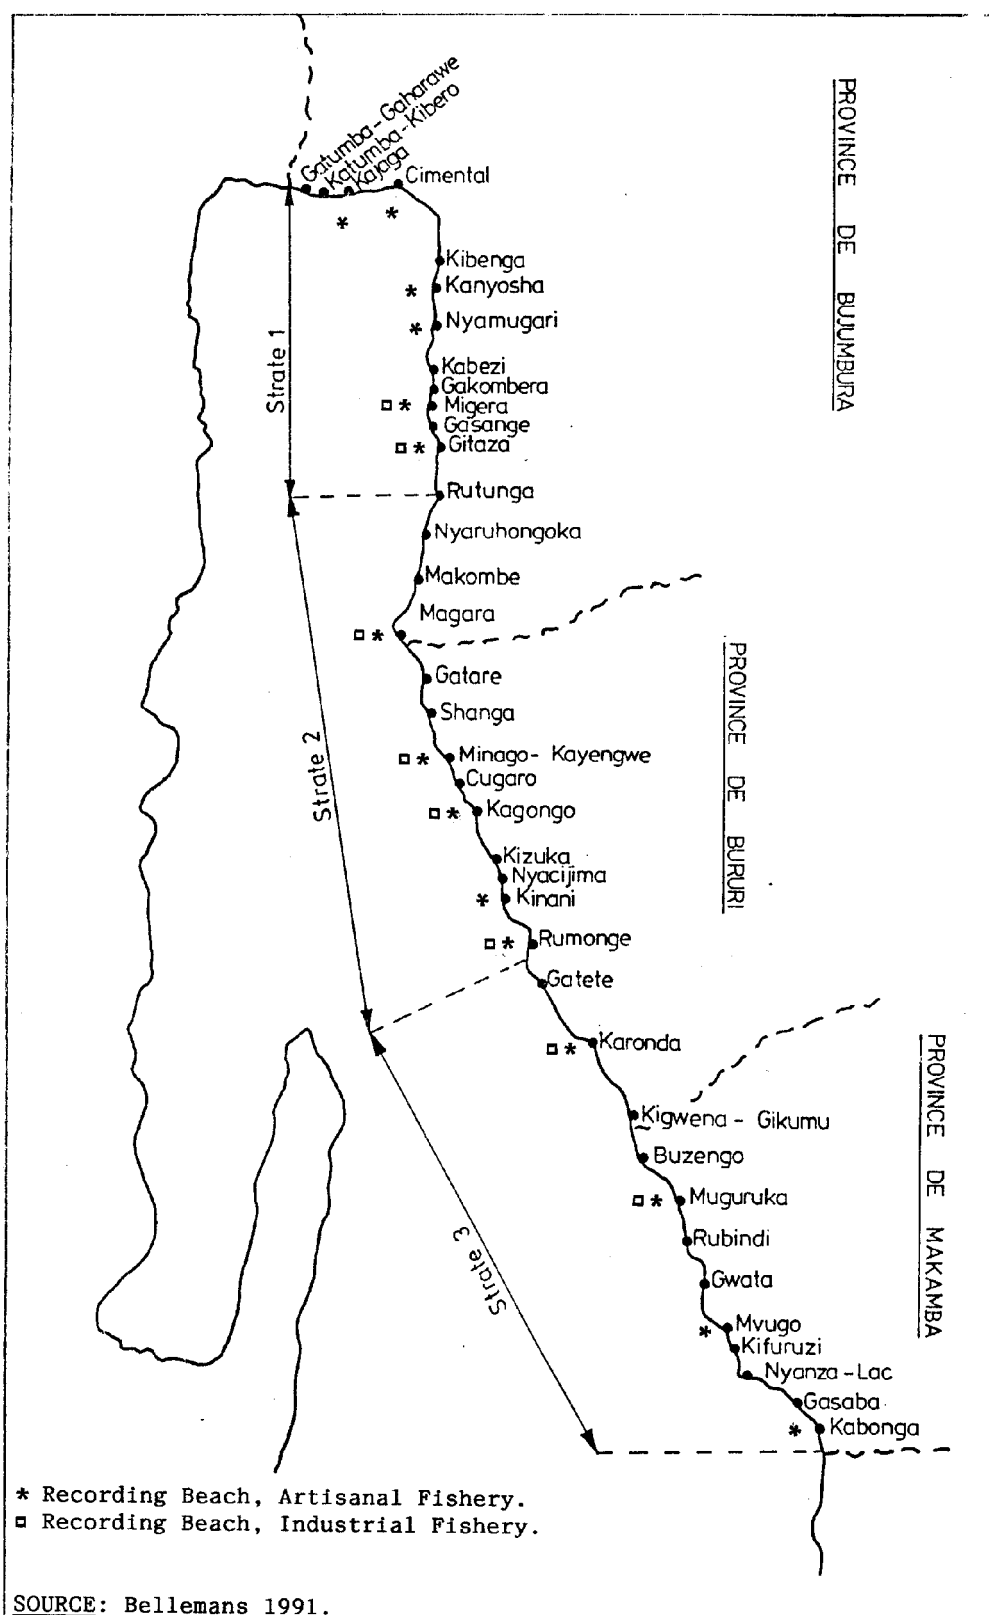 Gatumba-Gaharawe
Katumba-Kibero
Kajaga
Cimental
*
*
Kibenga
* Kanyosha
* Nyamugari
Kabezi
Gakombera
□ * Migera
Gasange
□ * Gitaza
Rutunga
Nyaruhongoka
Makombe
Magara
□ *
Gatare
Shanga
□ * Minago- Kayengwe
Cugaro
□ * Kagongo
Kizuka
Nyacijima
* Kinani
□ * Rumonge
Gatete
□ * Karonda
Kigwena - Gikumu
Buzengo
□ * Muguruka
Rubindi
Gwata
* Mvugo
Kifuruzi
Nyanza-Lac
Gasaba
* Kabonga
Strate 1
Strate 2
Strate 3
PROVINCE DE BUJUMBURA
PROVINCE DE BURURI
PROVINCE DE MAKAMBA
* Recording Beach, Artisanal Fishery.
□ Recording Beach, Industrial Fishery.
SOURCE: Bellemans 1991.